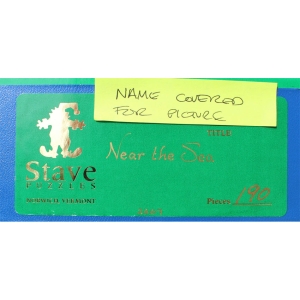 NAME COVERED
FOR PICTURE
TITLE
Near the Sea
Stave
PUZZLES
NORWICH, VERMONT
Pieces 190